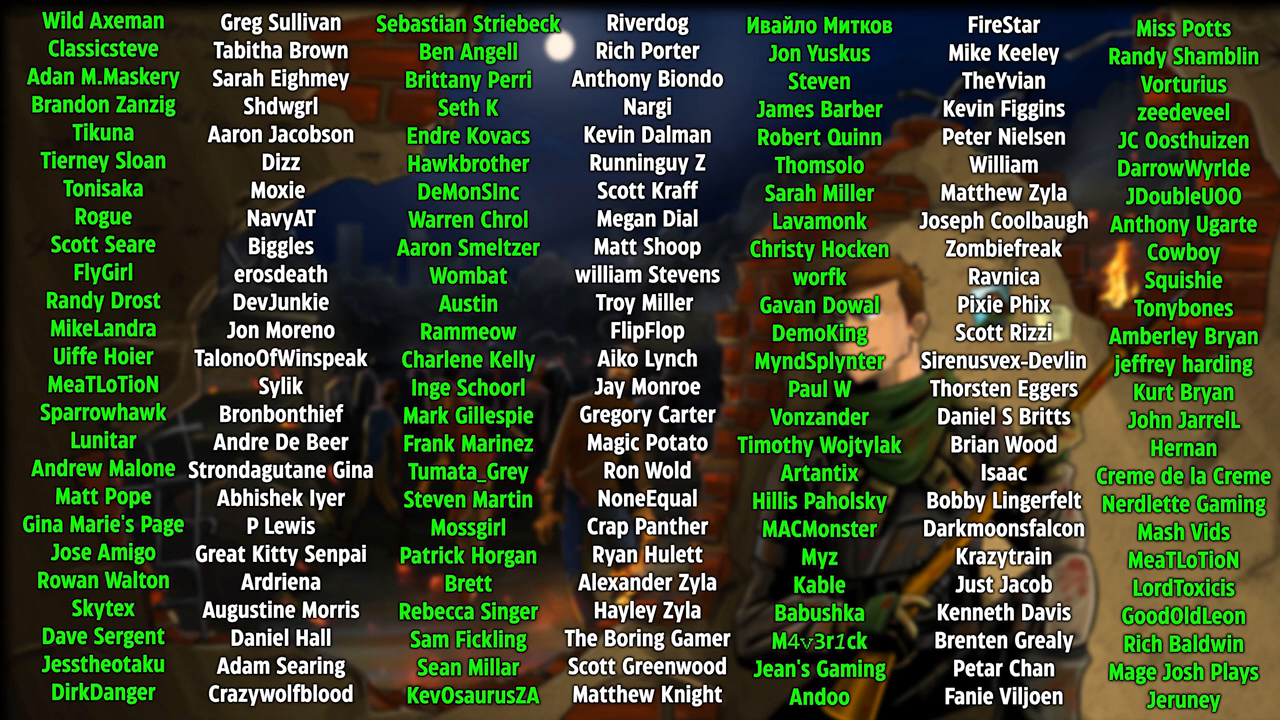 Wild Axeman
Classicsteve
Adan M.Maskery
Brandon Zanzig
Tikuna
Tierney Sloan
Tonisaka
Rogue
Scott Seare
FlyGirl
Randy Drost
MikeLandra
Uiffe Hoier
MeaTLoTioN
Sparrowhawk
Lunitar
Andrew Malone
Matt Pope
Gina Marie's Page
Jose Amigo
Rowan Walton
Skytex
Dave Sergent
Jesstheotaku
DirkDanger
Greg Sullivan
Tabitha Brown
Sarah Eighmey
Shdwgrl
Aaron Jacobson
Dizz
Moxie
NavyAT
Biggles
erosdeath
DevJunkie
Jon Moreno
TalonoOfWinspeak
Sylik
Bronbonthief
Andre De Beer
Strondagutane Gina
Abhishek Iyer
P Lewis
Great Kitty Senpai
Ardriena
Augustine Morris
Daniel Hall
Adam Searing
Crazywolfblood
Sebastian Striebeck
Ben Angell
Brittany Perri
Seth K
Endre Kovacs
Hawkbrother
DeMonSInc
Warren Chrol
Aaron Smeltzer
Wombat
Austin
Rammeow
Charlene Kelly
Inge Schoorl
Mark Gillespie
Frank Marinez
Tumata_Grey
Steven Martin
Mossgirl
Patrick Horgan
Brett
Rebecca Singer
Sam Fickling
Sean Millar
KevOsaurusZA
Riverdog
Rich Porter
Anthony Biondo
Nargi
Kevin Dalman
Runninguy Z
Scott Kraff
Megan Dial
Matt Shoop
william Stevens
Troy Miller
FlipFlop
Aiko Lynch
Jay Monroe
Gregory Carter
Magic Potato
Ron Wold
NoneEqual
Crap Panther
Ryan Hulett
Alexander Zyla
Hayley Zyla
The Boring Gamer
Scott Greenwood
Matthew Knight
Ивайло Митков
Jon Yuskus
Steven
James Barber
Robert Quinn
Thomsolo
Sarah Miller
Lavamonk
Christy Hocken
worfk
Gavan Dowal
DemoKing
MyndSplynter
Paul W
Vonzander
Timothy Wojtylak
Artantix
Hillis Paholsky
MACMonster
Myz
Kable
Babushka
M4v3r1ck
Jean's Gaming
Andoo
FireStar
Mike Keeley
TheYvian
Kevin Figgins
Peter Nielsen
William
Matthew Zyla
Joseph Coolbaugh
Zombiefreak
Ravnica
Pixie Phix
Scott Rizzi
Sirenusvex-Devlin
Thorsten Eggers
Daniel S Britts
Brian Wood
Isaac
Bobby Lingerfelt
Darkmoonsfalcon
Krazytrain
Just Jacob
Kenneth Davis
Brenten Grealy
Petar Chan
Fanie Viljoen
Miss Potts
Randy Shamblin
Vorturius
zeedeveel
JC Oosthuizen
DarrowWyrlde
JDoubleUOO
Anthony Ugarte
Cowboy
Squishie
Tonybones
Amberley Bryan
jeffrey harding
Kurt Bryan
John JarrelL
Hernan
Creme de la Creme
Nerdlette Gaming
Mash Vids
MeaTLoTioN
LordToxicis
GoodOldLeon
Rich Baldwin
Mage Josh Plays
Jeruney